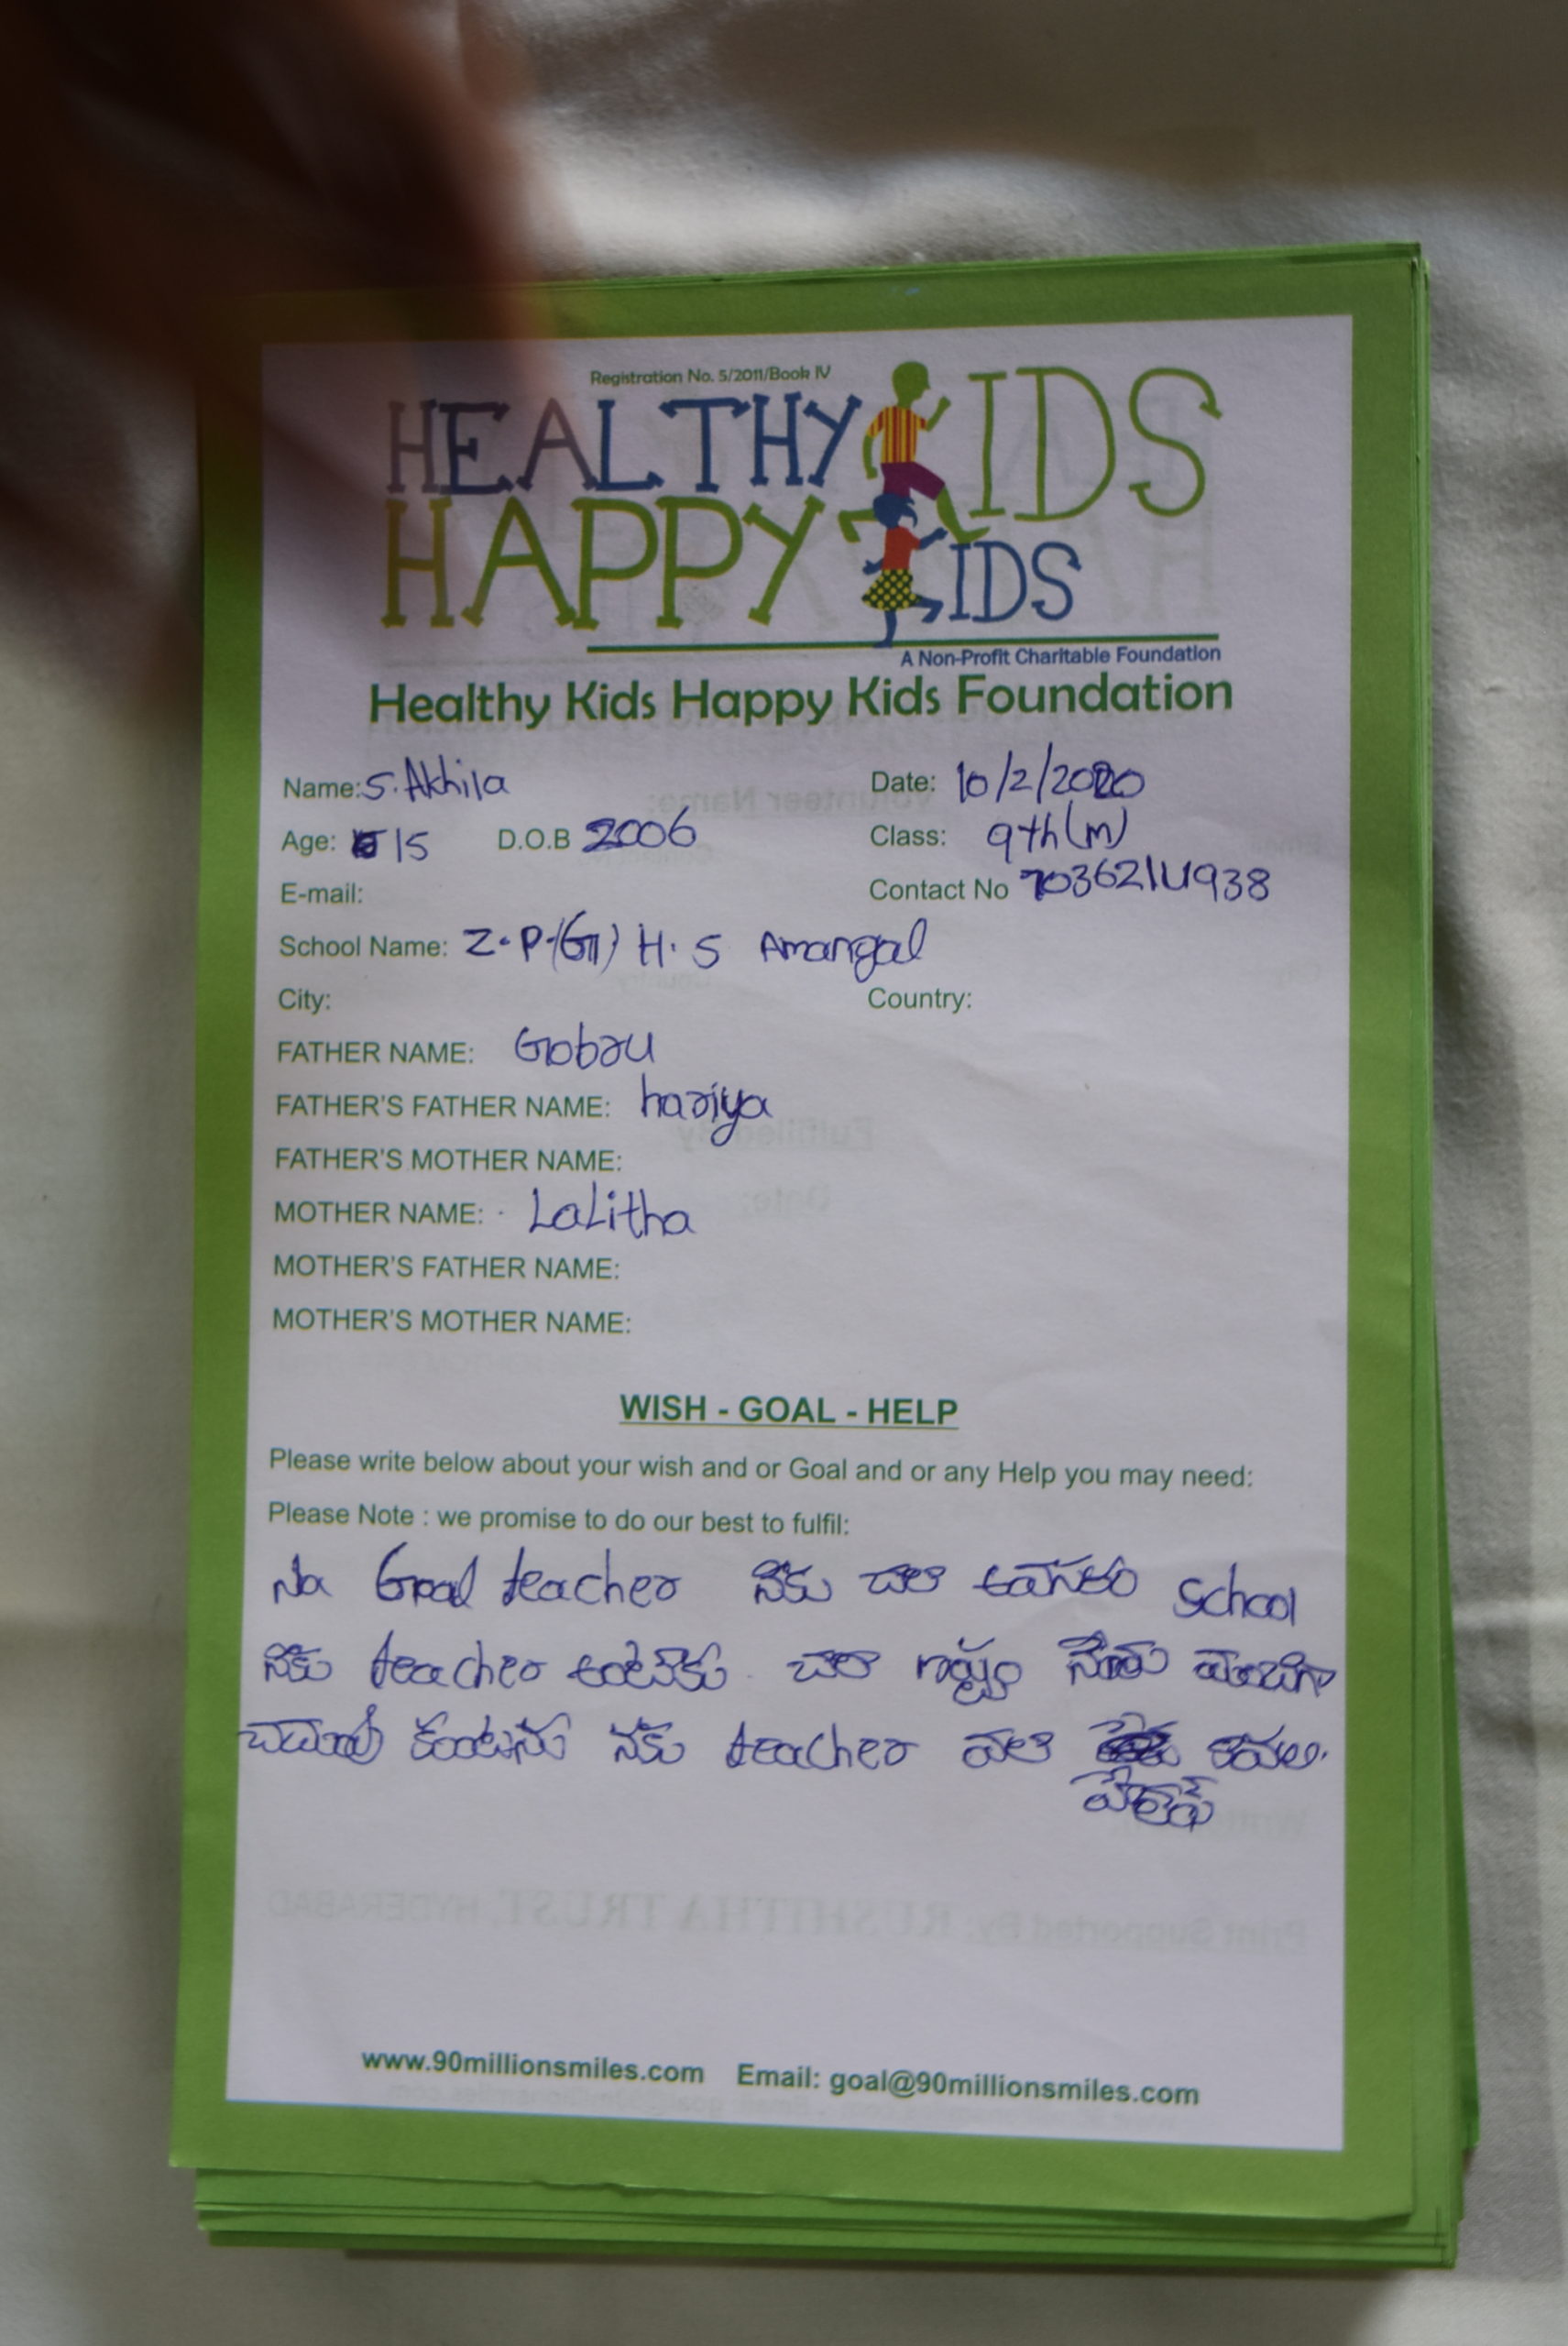 Registration No. 5/2011/Book IV
HEALTHY KIDS
HAPPY KIDS
A Non-Profit Charitable Foundation
Healthy Kids Happy Kids Foundation
Name: S. Akhila Date: 10/2/2020
Age: 15 D.O.B 2006 Class: 9th (m)
E-mail: Contact No 7036214938
School Name: Z.P.(G) H.S Amangal
City: Country:
FATHER NAME: Gobru
FATHER'S FATHER NAME: hariya
FATHER'S MOTHER NAME:
MOTHER NAME: Lalitha
MOTHER'S FATHER NAME:
MOTHER'S MOTHER NAME:
WISH - GOAL - HELP
Please write below about your wish and or Goal and or any Help you may need:
Please Note : we promise to do our best to fulfil:
Na Goal teacher school
teacher
teacher
www.90millionsmiles.com Email: goal@90millionsmiles.com